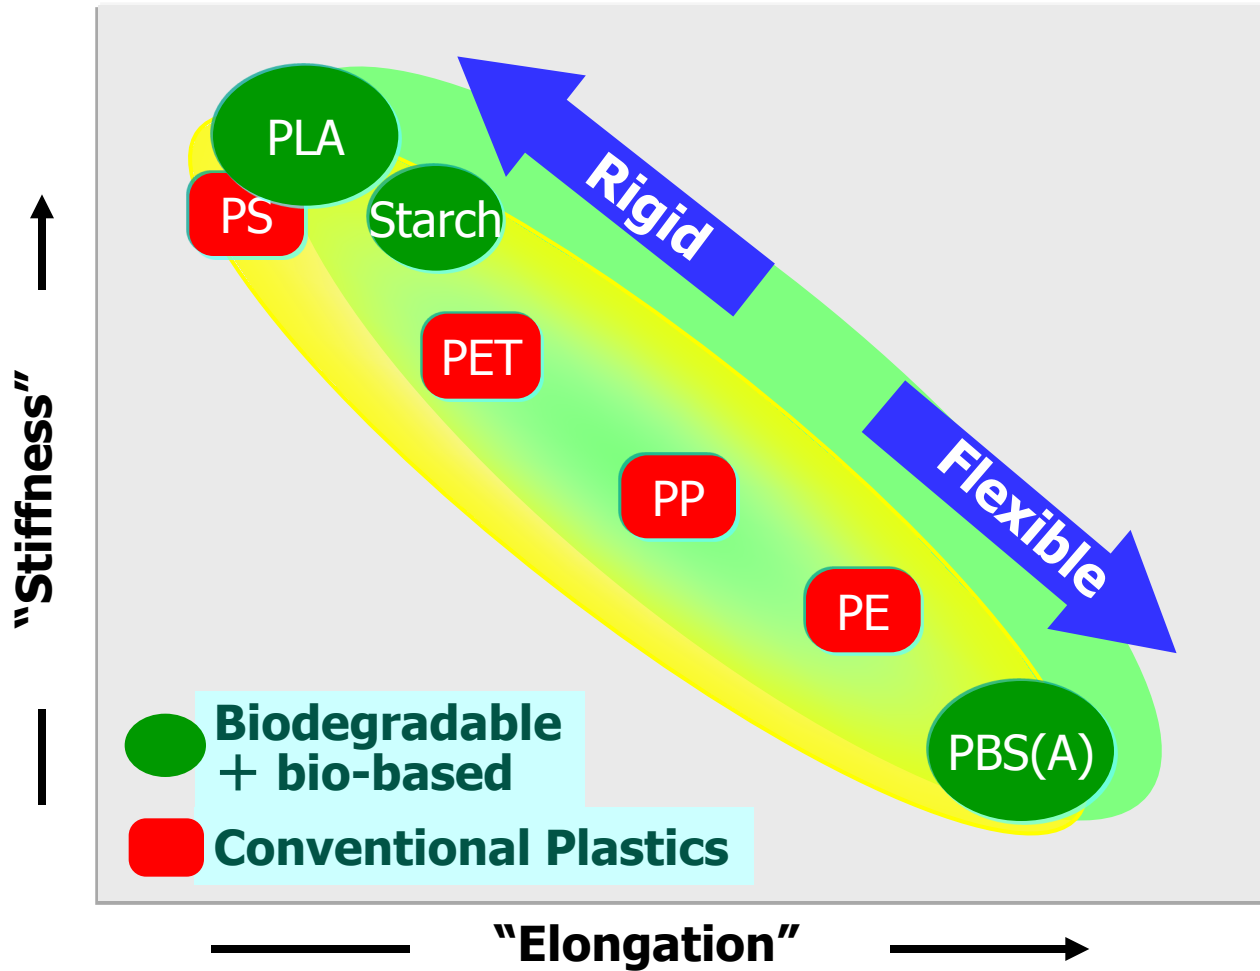 PLA
PS
Starch
Rigid
PET
PP
Flexible
PE
PBS(A)
“Stiffness”
Biodegradable
+ bio-based
Conventional Plastics
“Elongation”